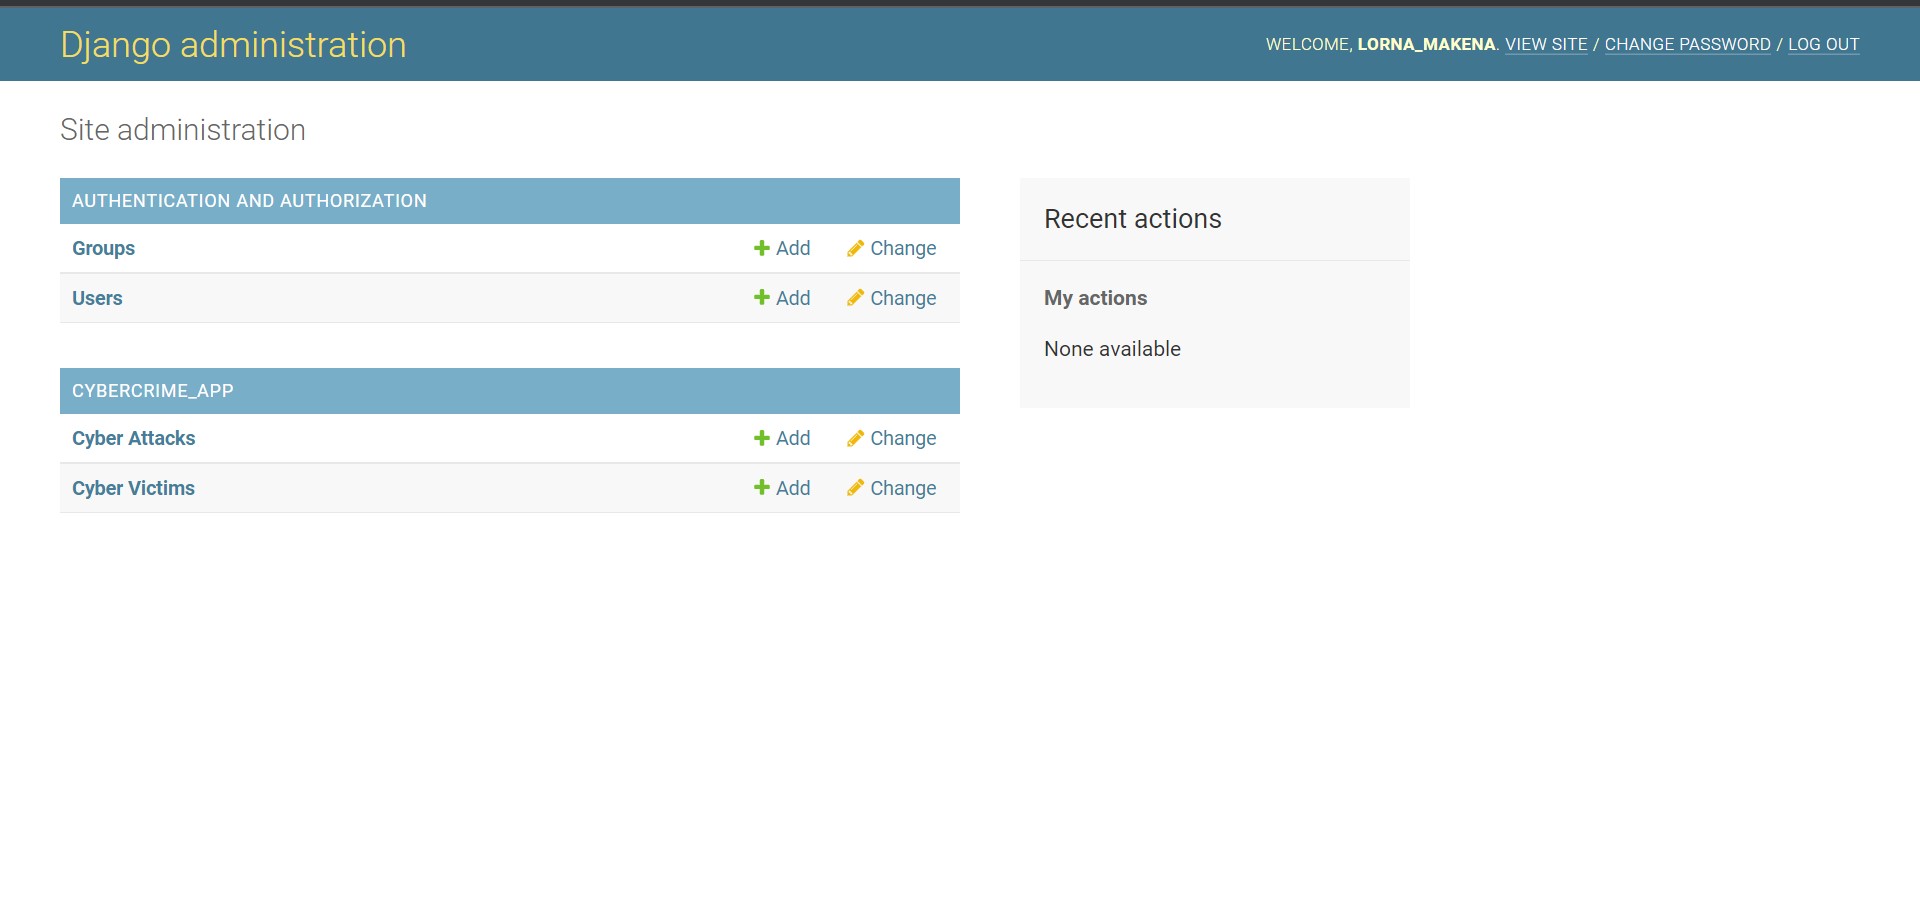 Django administration
WELCOME, LORNA_MAKENA. VIEW SITE / CHANGE PASSWORD / LOG OUT
Site administration
AUTHENTICATION AND AUTHORIZATION
Groups Add Change
Users Add Change
CYBERCRIME_APP
Cyber Attacks Add Change
Cyber Victims Add Change
Recent actions
My actions
None available